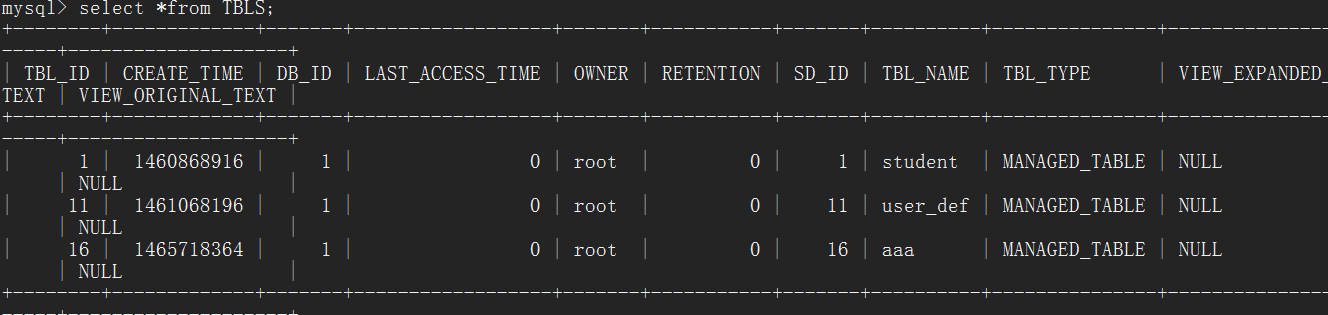 mysql> select *from TBLS;
+--------+-------------+-------+------------------+-------+-----------+-------+-----------+---------------+---------------
-----+--------------------+
| TBL_ID | CREATE_TIME | DB_ID | LAST_ACCESS_TIME | OWNER | RETENTION | SD_ID | TBL_NAME | TBL_TYPE | VIEW_EXPANDED_
TEXT | VIEW_ORIGINAL_TEXT |
+--------+-------------+-------+------------------+-------+-----------+-------+-----------+---------------+---------------
-----+--------------------+
| 1 | 1460868916 | 1 | 0 | root | 0 | 1 | student | MANAGED_TABLE | NULL
| NULL |
| 11 | 1461068196 | 1 | 0 | root | 0 | 11 | user_def | MANAGED_TABLE | NULL
| NULL |
| 16 | 1465718364 | 1 | 0 | root | 0 | 16 | aaa | MANAGED_TABLE | NULL
| NULL |
+--------+-------------+-------+------------------+-------+-----------+-------+-----------+---------------+---------------
-----+--------------------+